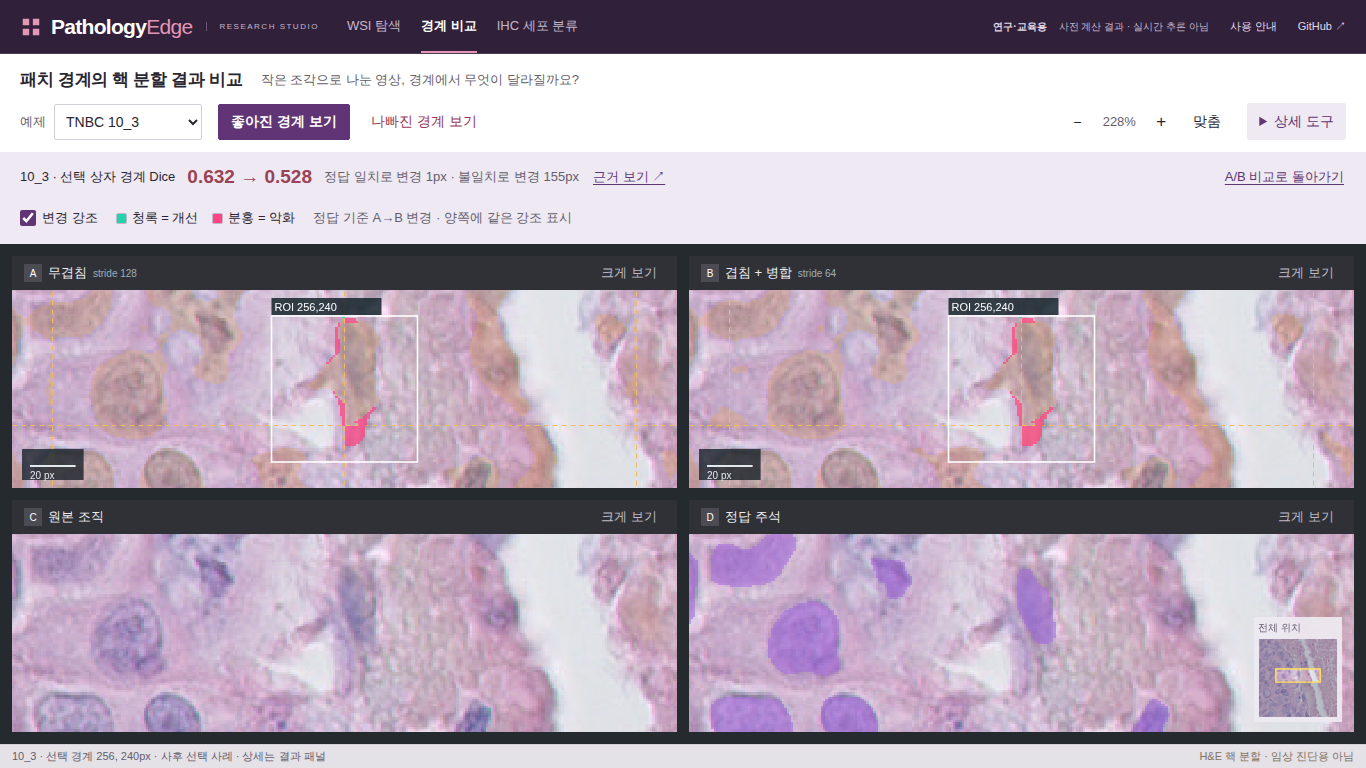 PathologyEdge RESEARCH STUDIO WSI 탐색 경계 비교 IHC 세포 분류 연구·교육용 사전 계산 결과 · 실시간 추론 아님 사용 안내 GitHub ↗
패치 경계의 핵 분할 결과 비교 작은 조각으로 나눈 영상, 경계에서 무엇이 달라질까요?
예제 TNBC 10_3 좋아진 경계 보기 나빠진 경계 보기 − 228% + 맞춤 ▶ 상세 도구
10_3 · 선택 상자 경계 Dice 0.632 → 0.528 정답 일치로 변경 1px · 불일치로 변경 155px 근거 보기 ↗ A/B 비교로 돌아가기
변경 강조 청록 = 개선 분홍 = 악화 정답 기준 A→B 변경 · 양쪽에 같은 강조 표시
A 무겹침 stride 128 크게 보기
ROI 256,240
20 px
B 겹침 + 병합 stride 64 크게 보기
ROI 256,240
20 px
C 원본 조직 크게 보기
D 정답 주석 크게 보기
전체 위치
10_3 · 선택 경계 256, 240px · 사후 선택 사례 · 상세는 결과 패널 H&E 핵 분할 · 임상 진단용 아님